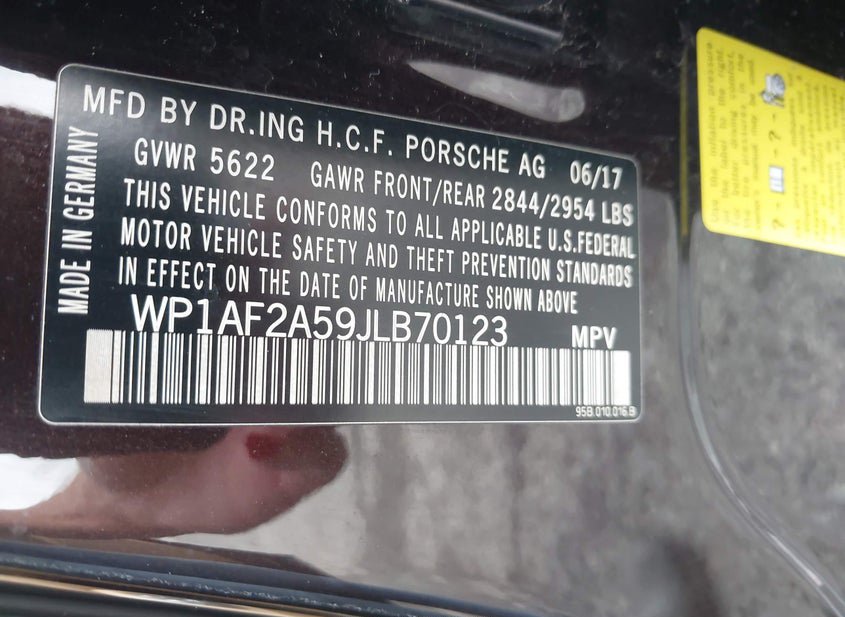 MFD BY DR.ING H.C.F. PORSCHE AG 06/17
GVWR 5622 GAWR FRONT/REAR 2844/2954 LBS
THIS VEHICLE CONFORMS TO ALL APPLICABLE U.S.FEDERAL
MOTOR VEHICLE SAFETY AND THEFT PREVENTION STANDARDS
IN EFFECT ON THE DATE OF MANUFACTURE SHOWN ABOVE
WP1AF2A59JLB70123 MPV
95B.010.016.B
MADE IN GERMANY